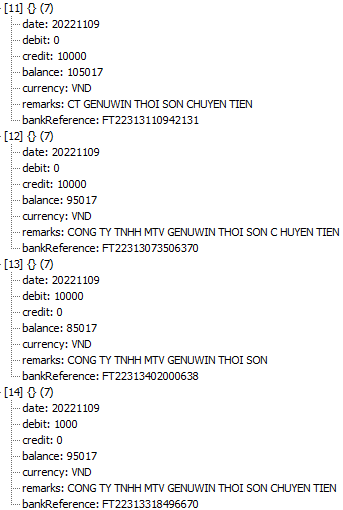 [11] {} (7)
date: 20221109
debit: 0
credit: 10000
balance: 105017
currency: VND
remarks: CT GENUWIN THOI SON CHUYEN TIEN
bankReference: FT22313110942131
[12] {} (7)
date: 20221109
debit: 0
credit: 10000
balance: 95017
currency: VND
remarks: CONG TY TNHH MTV GENUWIN THOI SON C HUYEN TIEN
bankReference: FT22313073506370
[13] {} (7)
date: 20221109
debit: 10000
credit: 0
balance: 85017
currency: VND
remarks: CONG TY TNHH MTV GENUWIN THOI SON
bankReference: FT22313402000638
[14] {} (7)
date: 20221109
debit: 1000
credit: 0
balance: 95017
currency: VND
remarks: CONG TY TNHH MTV GENUWIN THOI SON CHUYEN TIEN
bankReference: FT22313318496670